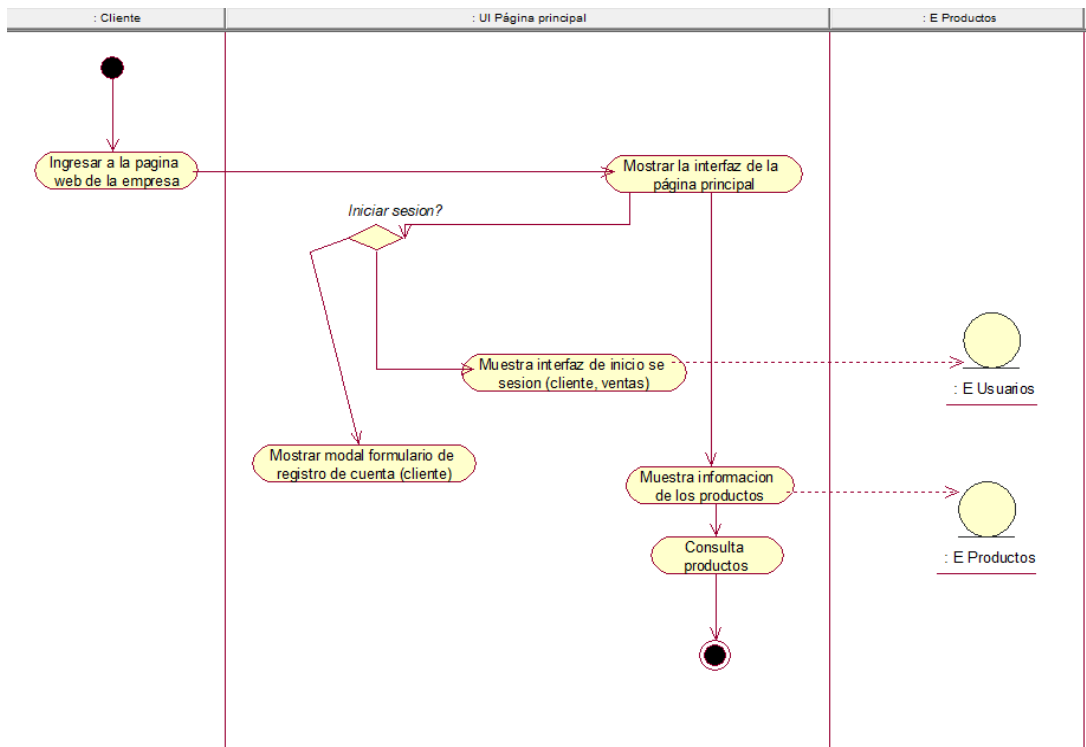 : Cliente
: UI Página principal
: E Productos
Ingresar a la pagina
web de la empresa
Mostrar la interfaz de la
página principal
Iniciar sesion?
Muestra interfaz de inicio se
sesion (cliente, ventas)
: E Usuarios
Mostrar modal formulario de
registro de cuenta (cliente)
Muestra informacion
de los productos
: E Productos
Consulta
productos